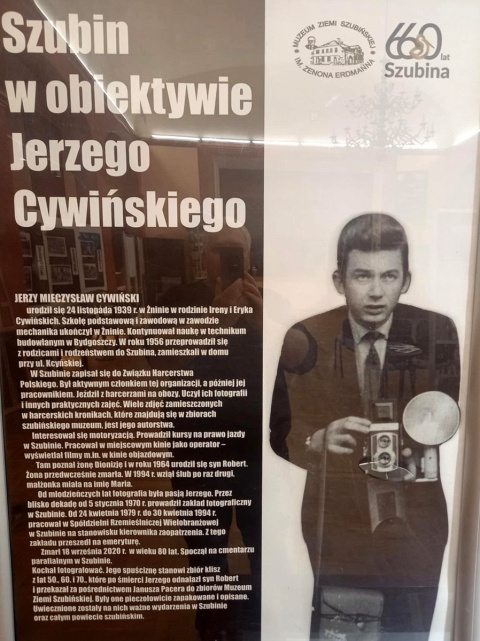 Szubin
w obiektywie
Jerzego
Cywińskiego
MUZEUM ZIEMI SZUBIŃSKIEJ
IM. ZENONA ERDMANNA
660 lat
Szubina
JERZY MIECZYSŁAW CYWIŃSKI
urodził się 24 listopada 1939 r. w Żninie w rodzinie Ireny i Eryka
Cywińskich. Szkołę podstawową i zawodową w zawodzie
mechanika ukończył w Żninie. Kontynuował naukę w technikum
budowlanym w Bydgoszczy. W roku 1956 przeprowadził się
z rodzicami i rodzeństwem do Szubina, zamieszkali w domu
przy ul. Kcyńskiej.
W Szubinie zapisał się do Związku Harcerstwa
Polskiego. Był aktywnym członkiem tej organizacji, a później jej
pracownikiem. Jeździł z harcerzami na obozy. Uczył ich fotografii
i innych praktycznych zajęć. Wiele zdjęć zamieszczonych
w harcerskich kronikach, które znajdują się w zbiorach
szubińskiego muzeum, jest jego autorstwa.
Interesował się motoryzacją. Prowadził kursy na prawo jazdy
w Szubinie. Pracował w miejscowym kinie jako operator –
wyświetlał filmy m.in. w kinie objazdowym.
Tam poznał żonę Dionizję i w roku 1964 urodził się syn Robert.
Żona przedwcześnie zmarła. W 1994 r. wziął ślub po raz drugi,
małżonka miała na imię Maria.
Od młodzieńczych lat fotografia była pasją Jerzego. Przez
blisko dekadę od 5 stycznia 1970 r. prowadził zakład fotograficzny
w Szubinie. Od 24 kwietnia 1979 r. do 30 kwietnia 1994 r.
pracował w Spółdzielni Rzemieślniczej Wielobranżowej
w Szubinie na stanowisku kierownika zaopatrzenia. Z tego
zakładu przeszedł na emeryturę.
Zmarł 18 września 2020 r. w wieku 80 lat. Spoczął na cmentarzu
parafialnym w Szubinie.
Kochał fotografować. Jego spuściznę stanowi zbiór klisz
z lat 50., 60. i 70., które po śmierci Jerzego odnalazł syn Robert
i przekazał za pośrednictwem Janusza Pacera do zbiorów Muzeum
Ziemi Szubińskiej. Były one pieczołowicie zapakowane i opisane.
Uwiecznione zostały na nich ważne wydarzenia w Szubinie
oraz całym powiecie szubińskim.